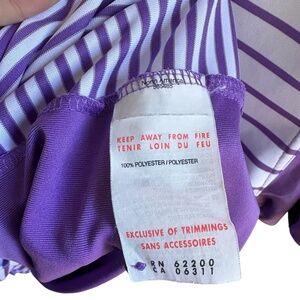 KEEP AWAY FROM FIRE
TENIR LOIN DU FEU
100% POLYESTER/POLYESTER
EXCLUSIVE OF TRIMMINGS
SANS ACCESSOIRES
RN 62200
CA 06311